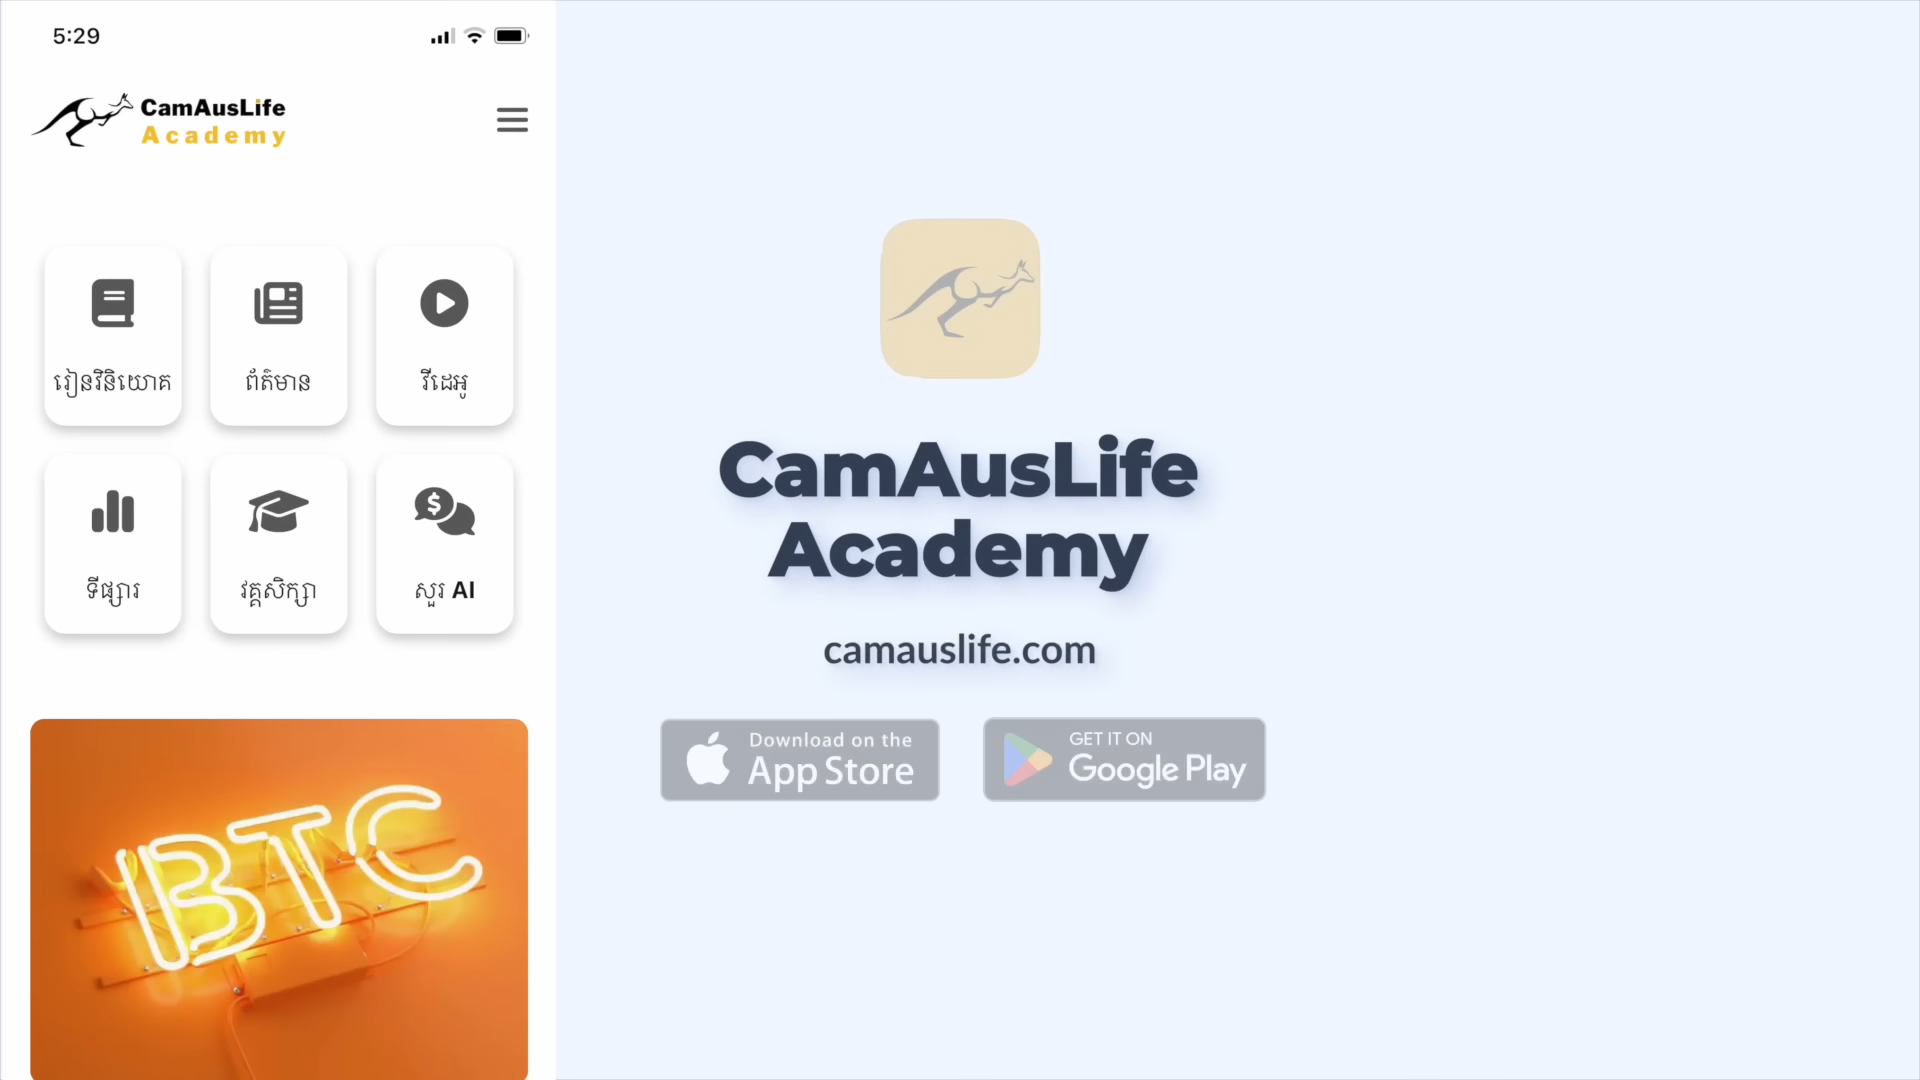 5:29
CamAusLife
Academy
រៀនវិនិយោគ
ព័ត៌មាន
វីដេអូ
ទីផ្សារ
វគ្គសិក្សា
សួរ AI
BTC
CamAusLife
Academy
camauslife.com
Download on the
App Store
GET IT ON
Google Play